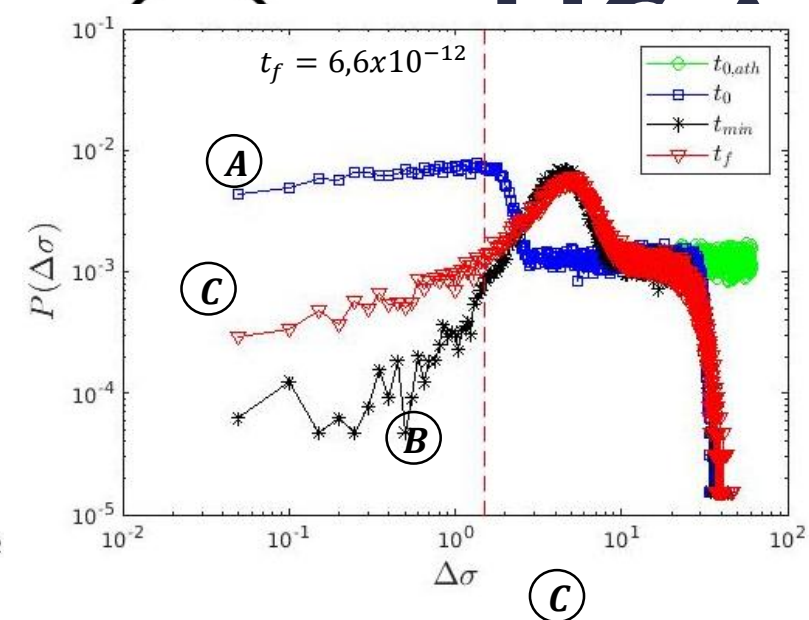 10^{-1}
t_f = 6,6x10^{-12}
t_{0,ath}
t_0
t_{min}
t_f
10^{-2}
A
P(Δσ)
10^{-3}
C
10^{-4}
B
10^{-5}
10^{-2} 10^{-1} 10^{0} 10^{1} 10^{2}
Δσ
C